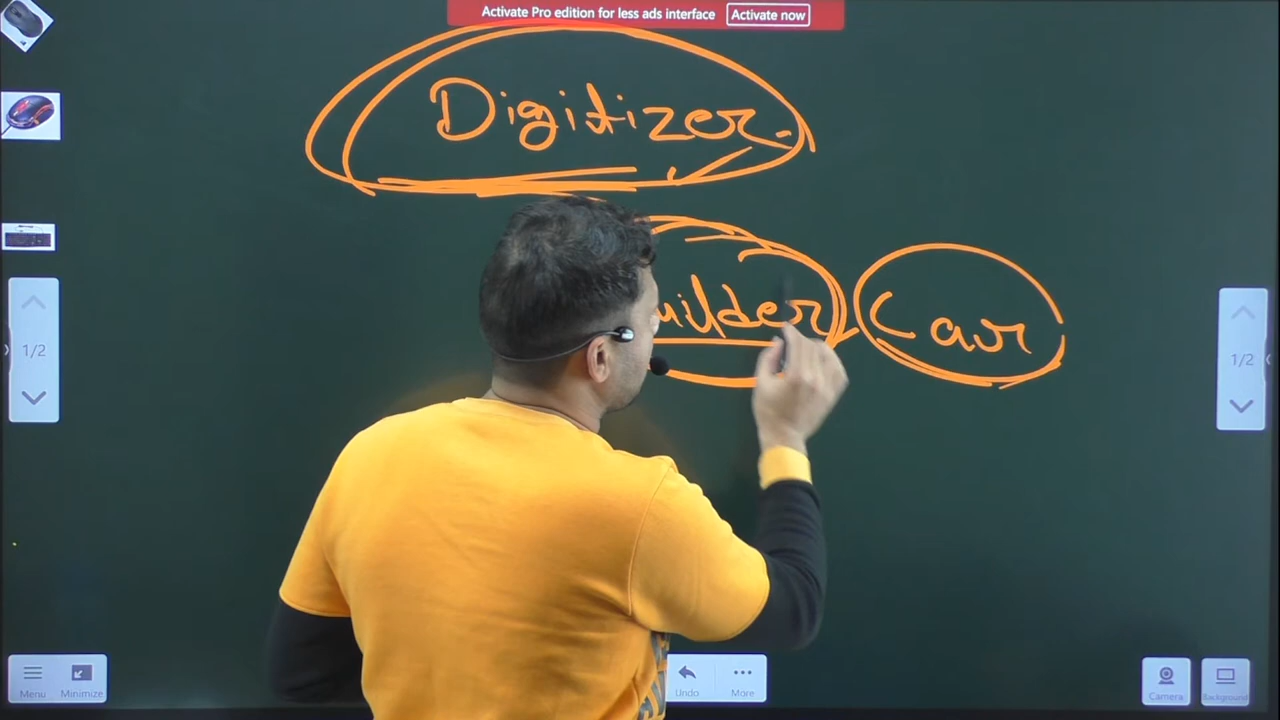 Activate Pro edition for less ads interface Activate now
Digitizer
uilder Car
1/2
1/2
Menu Minimize
Undo More
Camera Background